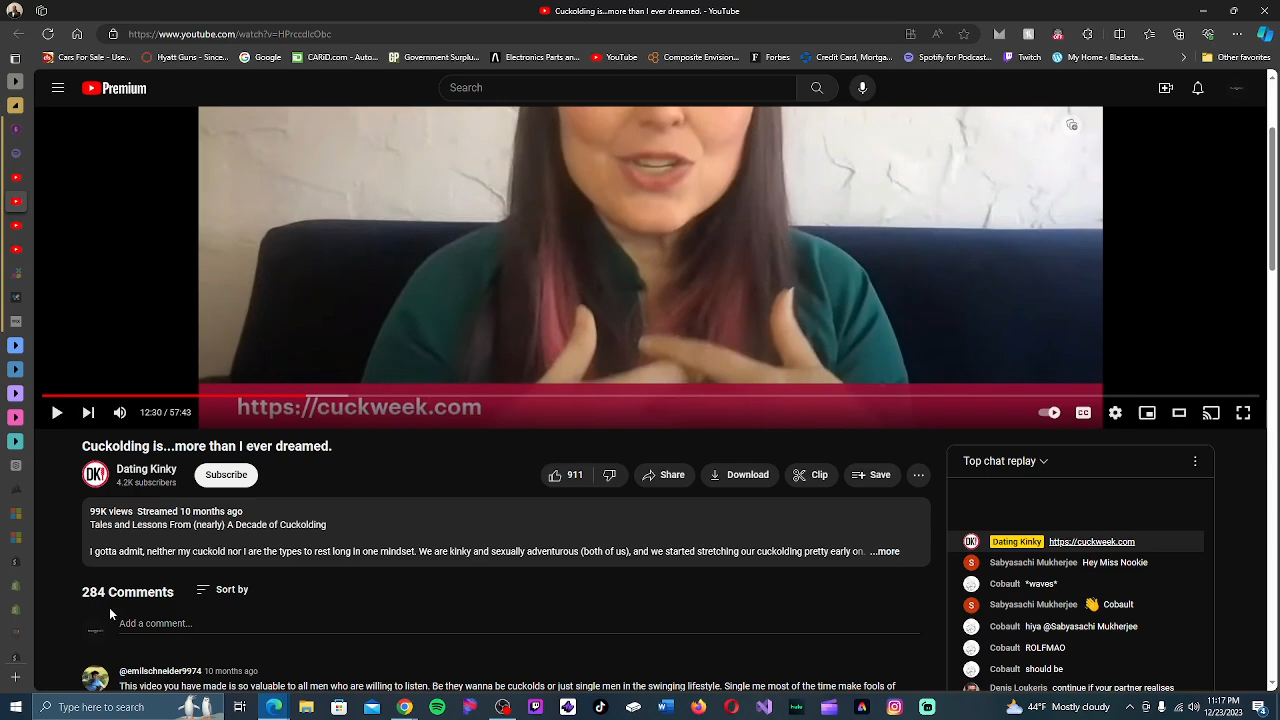 Cuckolding is...more than I ever dreamed. - YouTube
https://www.youtube.com/watch?v=HPrccdlcObc
Cars For Sale Used...
Hyatt Guns - Hunting...
Google
CARiD.com - Auto...
Government Surplu...
Electronic Parts an...
YouTube
Composite Envision...
Forbes
Credit Card, Mortga...
Spotify for Podcast...
Twitch
(4) Wyze - My Wor...
Premium
Search
https://cuckweek.com
12:30 / 57:43
CC
Cuckolding is...more than I ever dreamed.
DK!
Dating Kinky
4.2K subscribers
Subscribe
911
Share
Download
Clip
Save
99K views Streamed 10 months ago
Tales and Lessons From (nearly) A Decade of Cuckolding
I gotta admit, neither my cuckold nor I are the types to rest long in one mindset. We are kinky and sexually adventurous (both of us), and we started stretching our cuckolding pretty early on. ...more
284 Comments
Sort by
Add a comment...
@emilschneider9974 10 months ago
This video you have made is so valuable to all men who are willing to listen. Be they wanna be cuckolds or just single men in the swinging lifestyle. Single me most of the time make fools of
Top chat replay
Dating Kinky https://cuckweek.com
Sabyasachi Mukherjee Hey Miss Nookie
Cobault *waves*
Sabyasachi Mukherjee 👋 Cobault
Cobault hiya @Sabyasachi Mukherjee
Cobault ROLFMAO
Cobault should be
Denis Loukeris continue if your partner realises
Type here to search
hulu
44°F Mostly cloudy
11:17 PM
12/23/2023